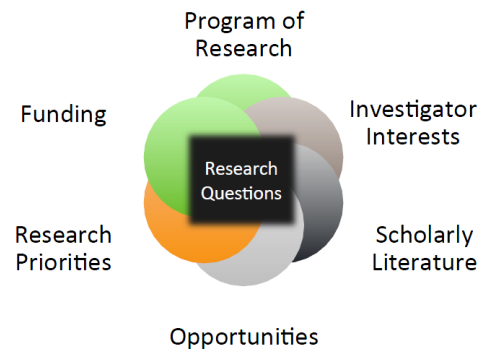 Program of
Research
Funding
Investigator
Interests
Research
Questions
Research
Priorities
Scholarly
Literature
Opportunities